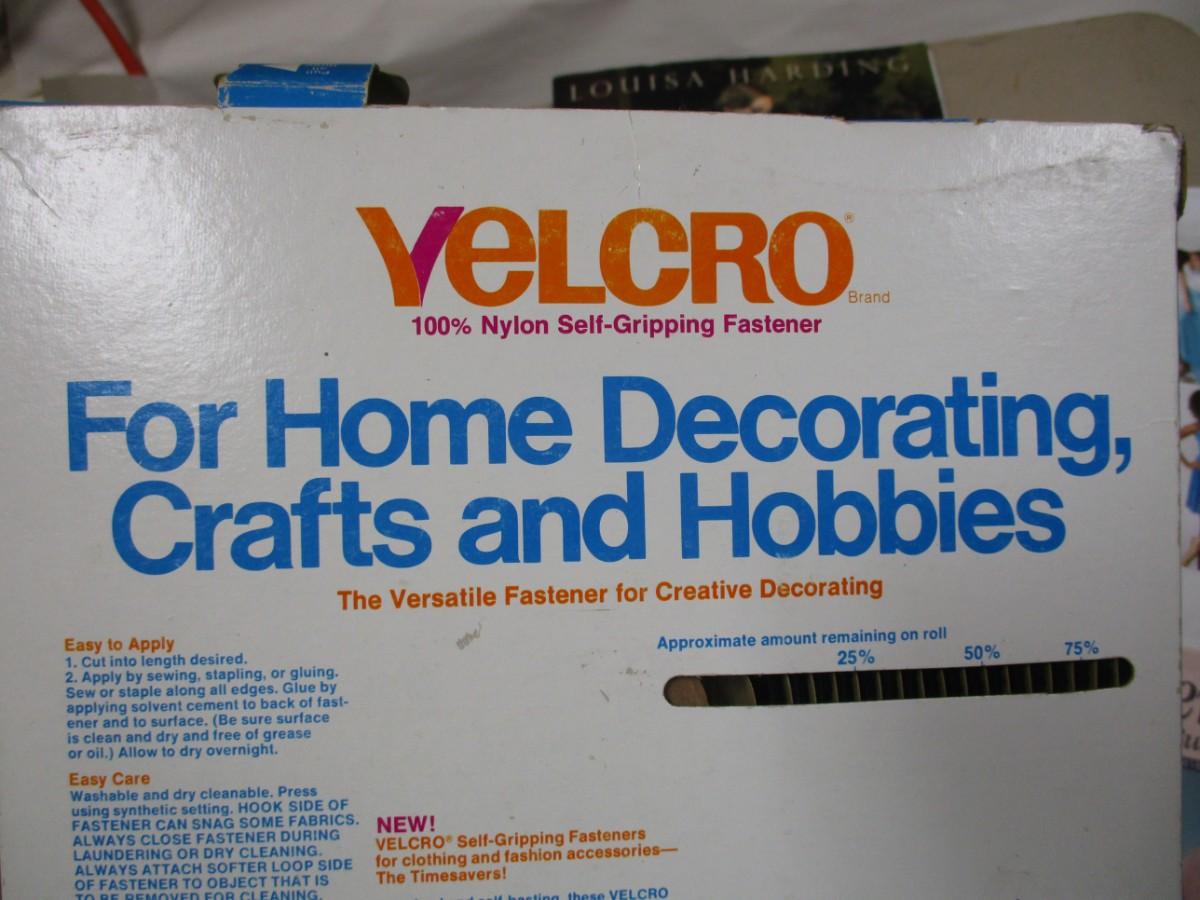 LOUISA HARDING
VELCRO®
Brand
100% Nylon Self-Gripping Fastener
For Home Decorating,
Crafts and Hobbies
The Versatile Fastener for Creative Decorating
Easy to Apply
1. Cut into length desired.
2. Apply by sewing, stapling, or gluing.
Sew or staple along all edges. Glue by
applying solvent cement to back of fast-
ener and to surface. (Be sure surface
is clean and dry and free of grease
or oil.) Allow to dry overnight.
Easy Care
Washable and dry cleanable. Press
using synthetic setting. HOOK SIDE OF
FASTENER CAN SNAG SOME FABRICS.
ALWAYS CLOSE FASTENER DURING
LAUNDERING OR DRY CLEANING.
ALWAYS ATTACH SOFTER LOOP SIDE
OF FASTENER TO OBJECT THAT IS
TO BE REMOVED FOR CLEANING.
Approximate amount remaining on roll
25% 50% 75%
NEW!
VELCRO® Self-Gripping Fasteners
for clothing and fashion accessories—
The Timesavers!
these VELCRO